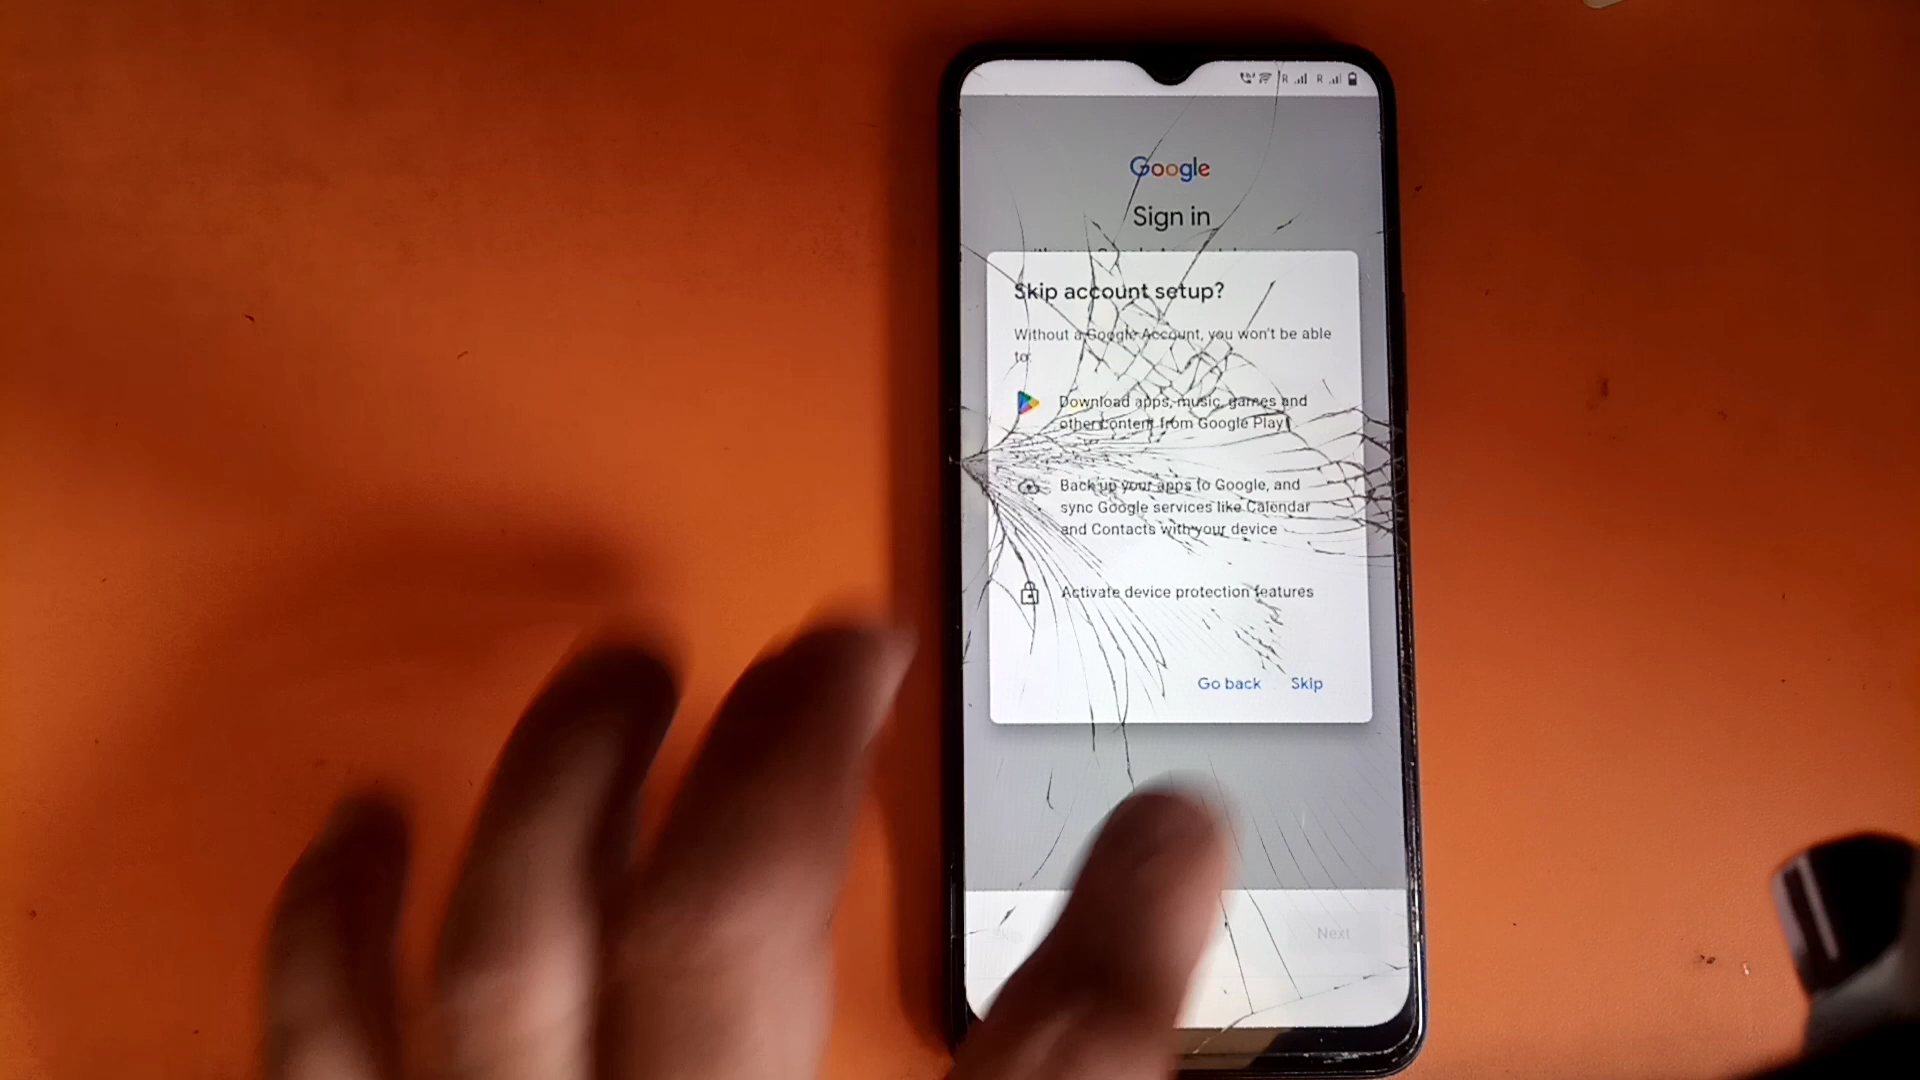 R R
Google
Sign in
Skip account setup?
Without a Google Account, you won't be able
to:
Download apps, music, games and
other content from Google Play
Back up your apps to Google, and
sync Google services like Calendar
and Contacts with your device
Activate device protection features
Go back Skip
Skip Next